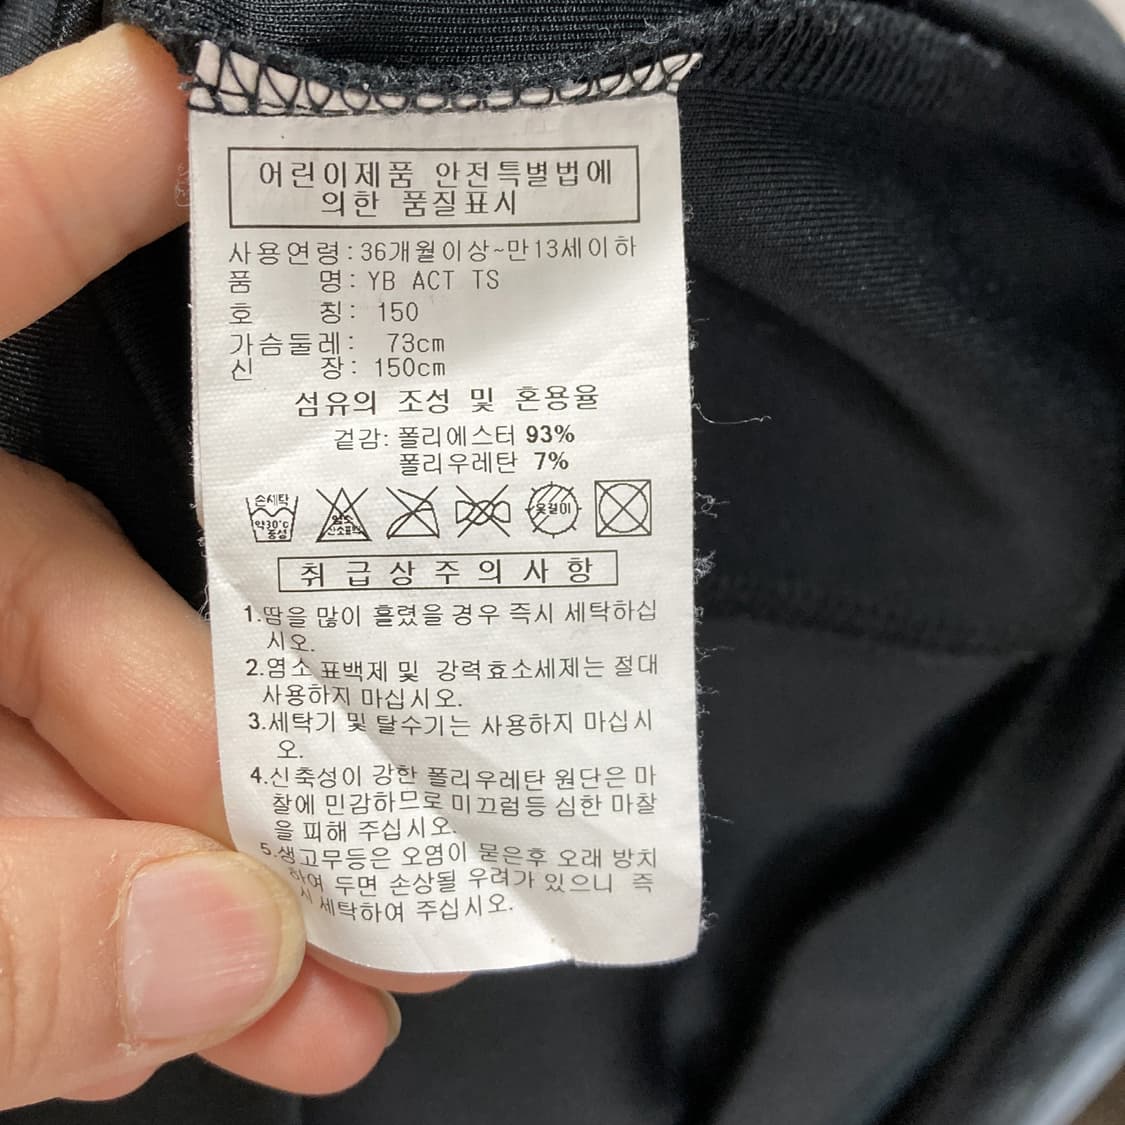 어린이제품 안전특별법에
의한 품질표시
사용연령:36개월이상~만13세이하
품 명: YB ACT TS
호 칭: 150
가슴둘레: 73cm
신 장: 150cm
섬유의 조성 및 혼용율
겉감: 폴리에스터 93%
폴리우레탄 7%
손세탁
약30℃
중성
염소
산소표백
옷걸이
취급상주의사항
1.땀을 많이 흘렸을 경우 즉시 세탁하십
시오.
2.염소 표백제 및 강력효소세제는 절대
사용하지 마십시오.
3.세탁기 및 탈수기는 사용하지 마십시
오.
4.신축성이 강한 폴리우레탄 원단은 마
찰에 민감하므로 미끄럼등 심한 마찰
을 피해 주십시오.
5.생고무등은 오염이 묻은후 오래 방치
하여 두면 손상될 우려가 있으니 즉
시 세탁하여 주십시오.